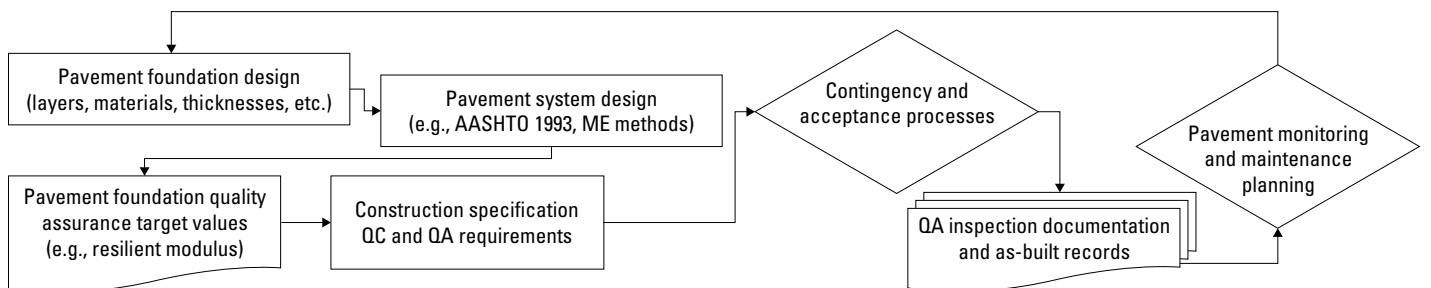 Pavement foundation design
(layers, materials, thicknesses, etc.)
Pavement system design
(e.g., AASHTO 1993, ME methods)
Pavement foundation quality
assurance target values
(e.g., resilient modulus)
Construction specification
QC and QA requirements
Contingency and
acceptance processes
QA inspection documentation
and as-built records
Pavement monitoring
and maintenance
planning